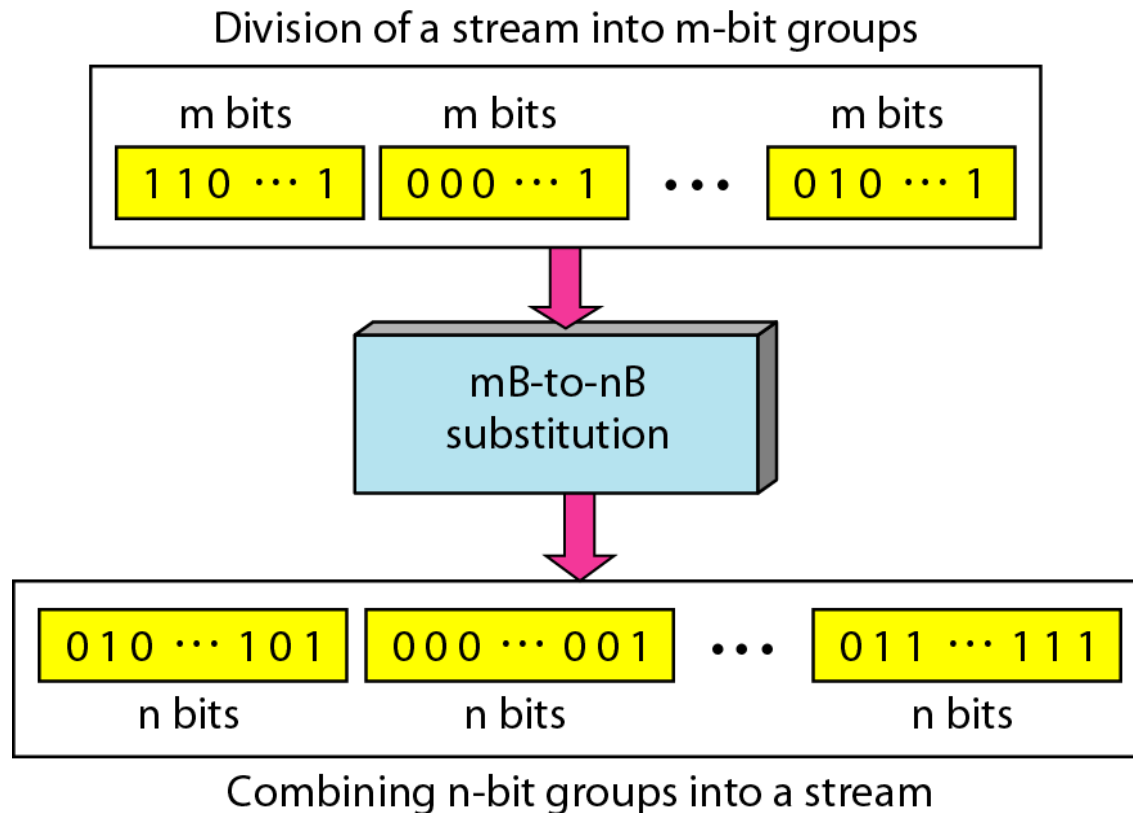 Division of a stream into m-bit groups
m bits m bits m bits
1 1 0 ··· 1 0 0 0 ··· 1 ••• 0 1 0 ··· 1
mB-to-nB
substitution
0 1 0 ··· 1 0 1 0 0 0 ··· 0 0 1 ••• 0 1 1 ··· 1 1 1
n bits n bits n bits
Combining n-bit groups into a stream